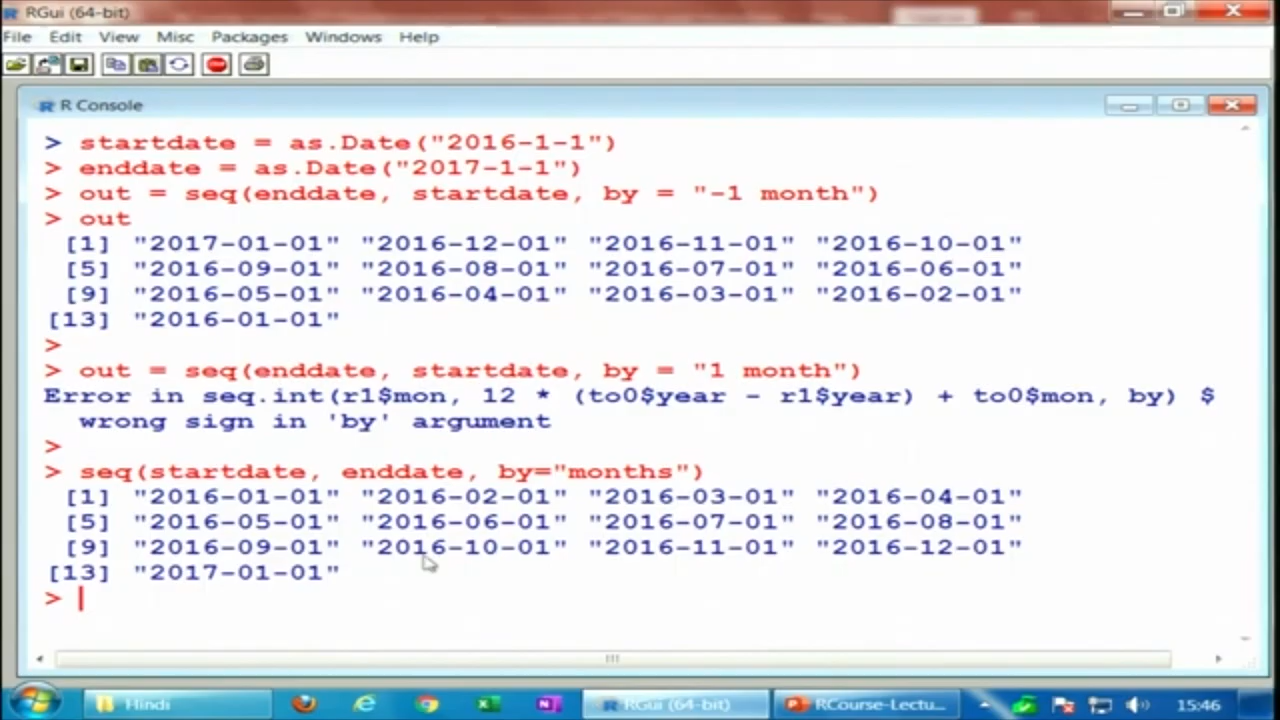 RGui (64-bit)
File Edit View Misc Packages Windows Help
R Console
> startdate = as.Date("2016-1-1")
> enddate = as.Date("2017-1-1")
> out = seq(enddate, startdate, by = "-1 month")
> out
[1] "2017-01-01" "2016-12-01" "2016-11-01" "2016-10-01"
[5] "2016-09-01" "2016-08-01" "2016-07-01" "2016-06-01"
[9] "2016-05-01" "2016-04-01" "2016-03-01" "2016-02-01"
[13] "2016-01-01"
>
> out = seq(enddate, startdate, by = "1 month")
Error in seq.int(r1$mon, 12 * (to0$year - r1$year) + to0$mon, by) $
wrong sign in 'by' argument
>
> seq(startdate, enddate, by="months")
[1] "2016-01-01" "2016-02-01" "2016-03-01" "2016-04-01"
[5] "2016-05-01" "2016-06-01" "2016-07-01" "2016-08-01"
[9] "2016-09-01" "2016-10-01" "2016-11-01" "2016-12-01"
[13] "2017-01-01"
>
Hindi RGui (64-bit) RCourse-Lectu... 15:46